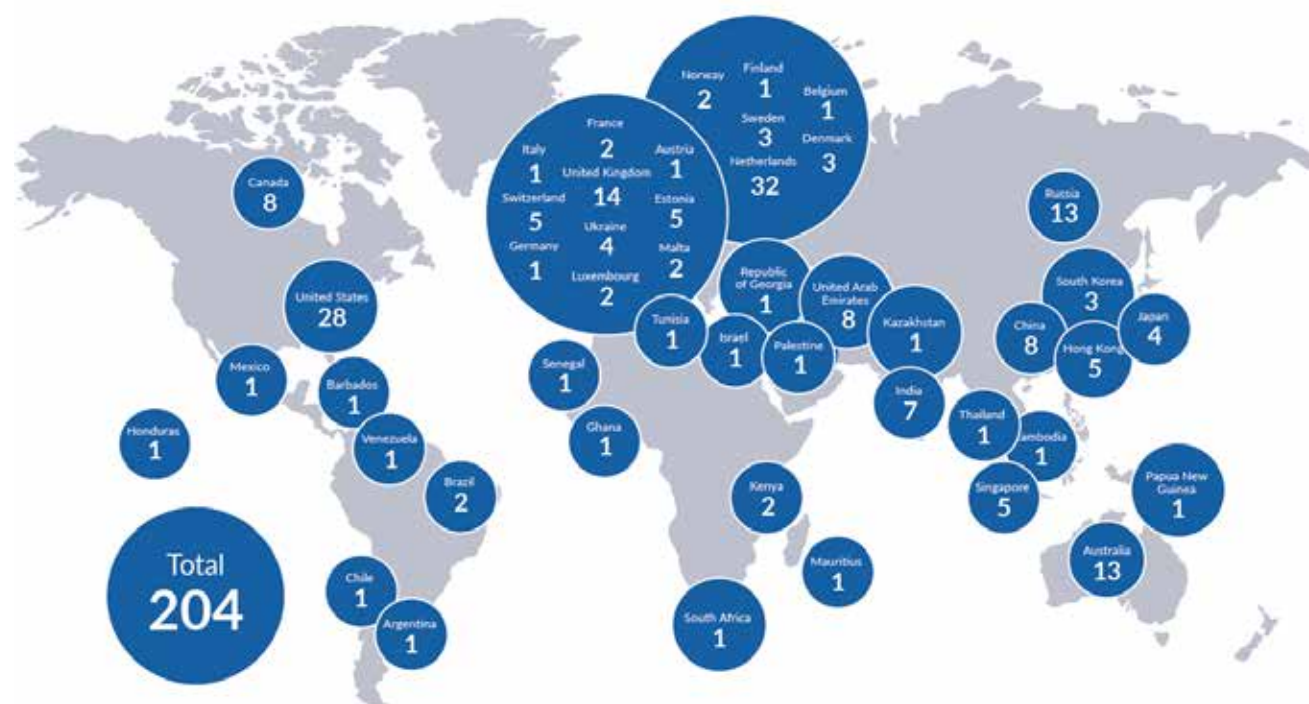 Norway
2
Finland
1
Belgium
1
Sweden
3
Denmark
3
Netherlands
32
France
2
Italy
1
Austria
1
United Kingdom
14
Switzerland
5
Estonia
5
Ukraine
4
Germany
1
Malta
2
Luxembourg
2
Canada
8
United States
28
Mexico
1
Barbados
1
Honduras
1
Venezuela
1
Brazil
2
Chile
1
Argentina
1
Total
204
Republic
of Georgia
1
United Arab
Emirates
8
Tunisia
1
Israel
1
Palestine
1
Kazakhstan
1
Senegal
1
Ghana
1
Kenya
2
Mauritius
1
South Africa
1
Russia
13
South Korea
3
China
8
Japan
4
Hong Kong
5
India
7
Thailand
1
Cambodia
1
Singapore
5
Papua New
Guinea
1
Australia
13